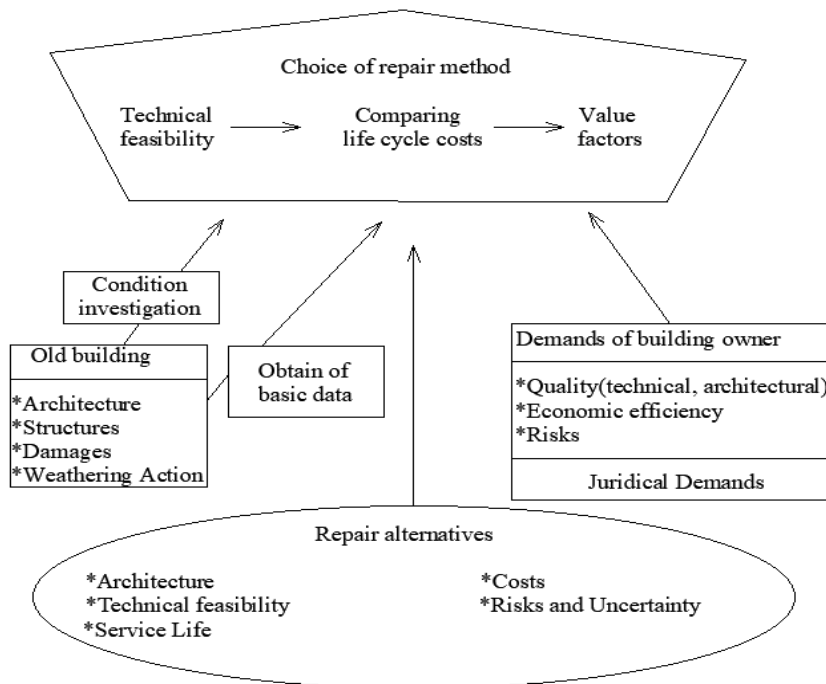 Choice of repair method
Technical
feasibility
Comparing
life cycle costs
Value
factors
Condition
investigation
Old building
*Architecture
*Structures
*Damages
*Weathering Action
Obtain of
basic data
Demands of building owner
*Quality(technical, architectural)
*Economic efficiency
*Risks
Juridical Demands
Repair alternatives
*Architecture
*Technical feasibility
*Service Life
*Costs
*Risks and Uncertainty